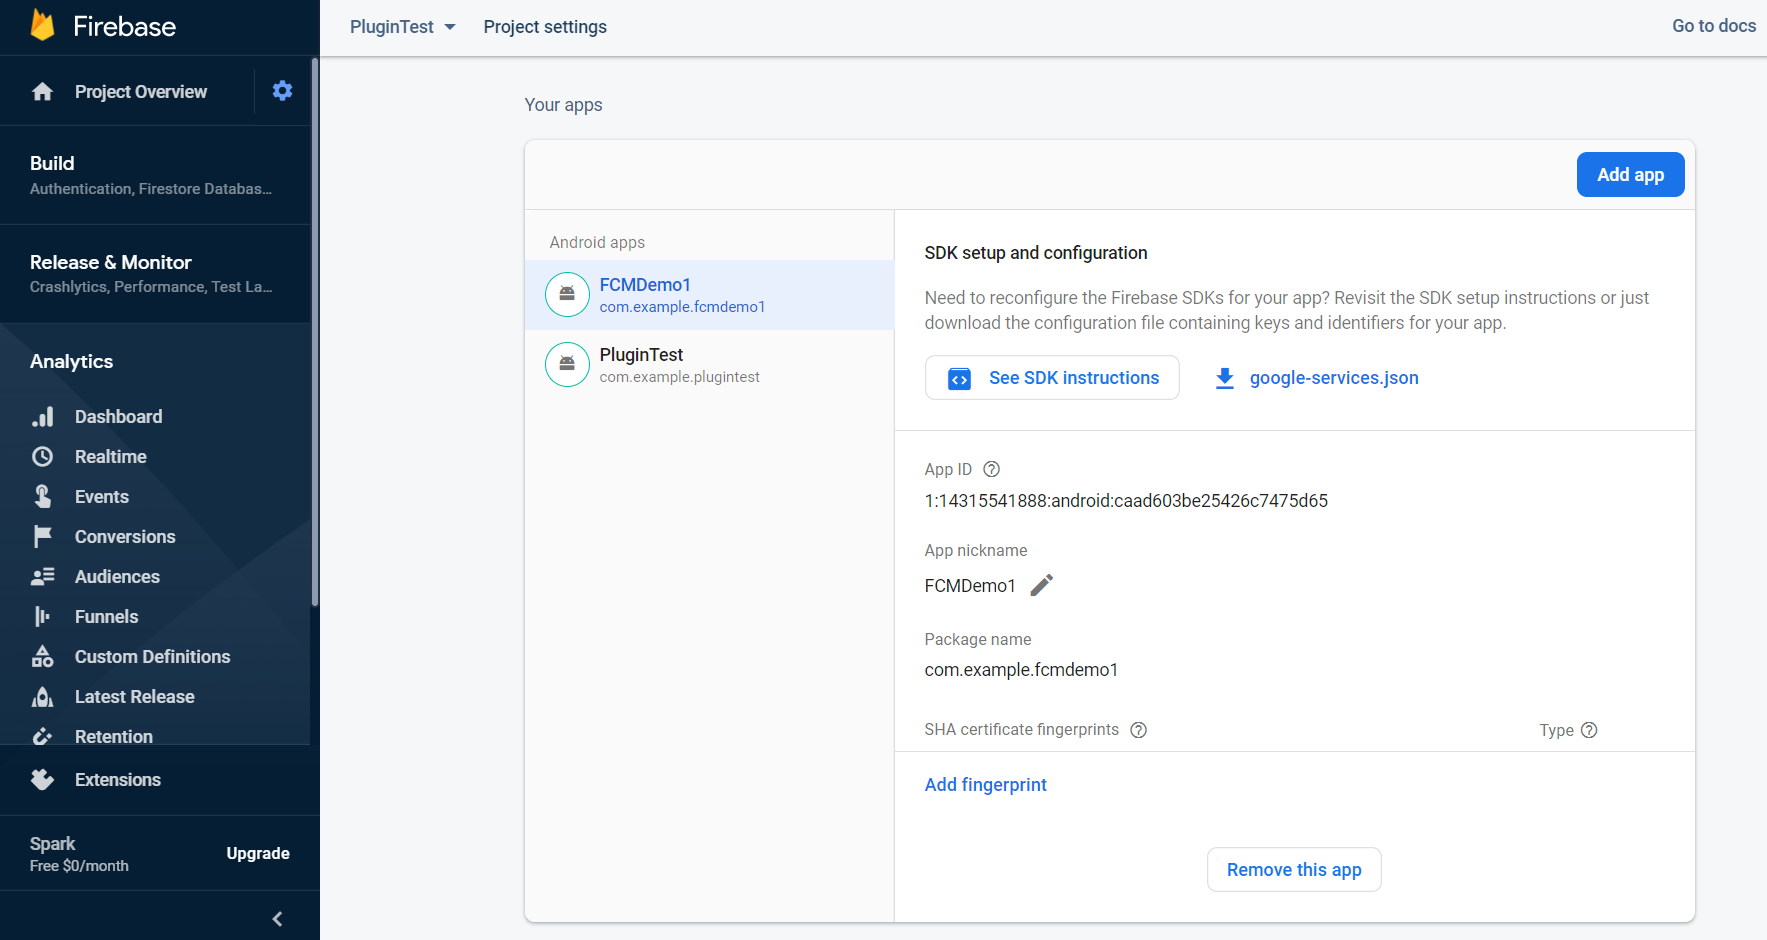 Firebase
PluginTest
Project settings
Go to docs
Project Overview
Build
Authentication, Firestore Databas...
Release & Monitor
Crashlytics, Performance, Test La...
Analytics
Dashboard
Realtime
Events
Conversions
Audiences
Funnels
Custom Definitions
Latest Release
Retention
Extensions
Spark
Free $0/month
Upgrade
Your apps
Add app
Android apps
FCMDemo1
com.example.fcmdemo1
PluginTest
com.example.plugintest
SDK setup and configuration
Need to reconfigure the Firebase SDKs for your app? Revisit the SDK setup instructions or just
download the configuration file containing keys and identifiers for your app.
See SDK instructions
google-services.json
App ID
1:14315541888:android:caad603be25426c7475d65
App nickname
FCMDemo1
Package name
com.example.fcmdemo1
SHA certificate fingerprints
Type
Add fingerprint
Remove this app